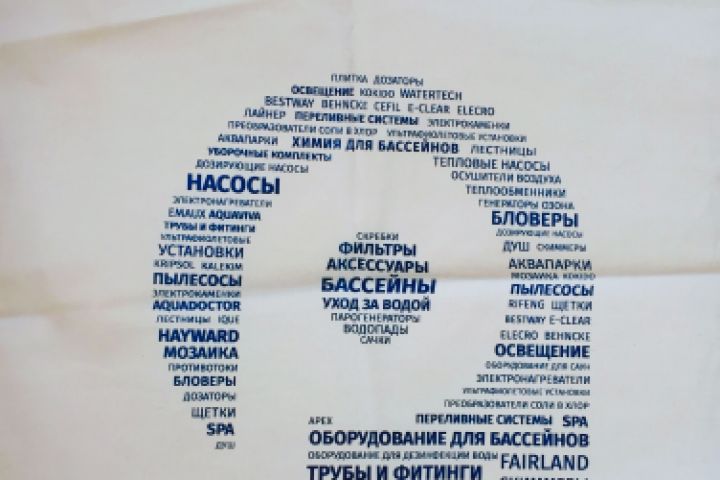 ПЛИТКА ДОЗАТОРЫ
ОСВЕЩЕНИЕ KOKIDO WATERTECH
BESTWAY BEHNCKE CEFIL E-CLEAR ELECRO
ЛАЙНЕР ПЕРЕЛИВНЫЕ СИСТЕМЫ ЭЛЕКТРОКАМЕНКИ
ПРЕОБРАЗОВАТЕЛИ СОЛИ В ХЛОР УЛЬТРАФИОЛЕТОВЫЕ УСТАНОВКИ
АКВАПАРКИ ХИМИЯ ДЛЯ БАССЕЙНОВ ЛЕСТНИЦЫ
УБОРОЧНЫЕ КОМПЛЕКТЫ ТЕПЛОВЫЕ НАСОСЫ
ДОЗИРУЮЩИЕ НАСОСЫ ОСУШИТЕЛИ ВОЗДУХА
НАСОСЫ ТЕПЛООБМЕННИКИ
ЭЛЕКТРОНАГРЕВАТЕЛИ ГЕНЕРАТОРЫ ОЗОНА
EMAUX AQUAVIVA БЛОВЕРЫ
ТРУБЫ И ФИТИНГИ ДОЗИРУЮЩИЕ НАСОСЫ
УЛЬТРАФИОЛЕТОВЫЕ СКРЕБКИ ДУШ СКИММЕРЫ
УСТАНОВКИ ФИЛЬТРЫ АКВАПАРКИ
KRIPSOL KALEKIM АКСЕССУАРЫ МОЗАИКА KOKIDO
ПЫЛЕСОСЫ БАССЕЙНЫ ПЫЛЕСОСЫ
ЭЛЕКТРОКАМЕНКИ УХОД ЗА ВОДОЙ RIFENG ЩЕТКИ
AQUADOCTOR ПАРОГЕНЕРАТОРЫ BESTWAY E-CLEAR
ЛЕСТНИЦЫ IQUE ВОДОПАДЫ ELECRO BEHNCKE
HAYWARD САЧКИ ОСВЕЩЕНИЕ
МОЗАИКА ОБОРУДОВАНИЕ ДЛЯ САУН
ПРОТИВОТОКИ ЭЛЕКТРОНАГРЕВАТЕЛИ
БЛОВЕРЫ УЛЬТРАФИОЛЕТОВЫЕ УСТАНОВКИ
ДОЗАТОРЫ ПРЕОБРАЗОВАТЕЛИ СОЛИ В ХЛОР
ЩЕТКИ APEX ПЕРЕЛИВНЫЕ СИСТЕМЫ SPA
SPA ОБОРУДОВАНИЕ ДЛЯ БАССЕЙНОВ
ДУШ ОБОРУДОВАНИЕ ДЛЯ ДЕЗИНФЕКЦИИ ВОДЫ FAIRLAND
ТРУБЫ И ФИТИНГИ